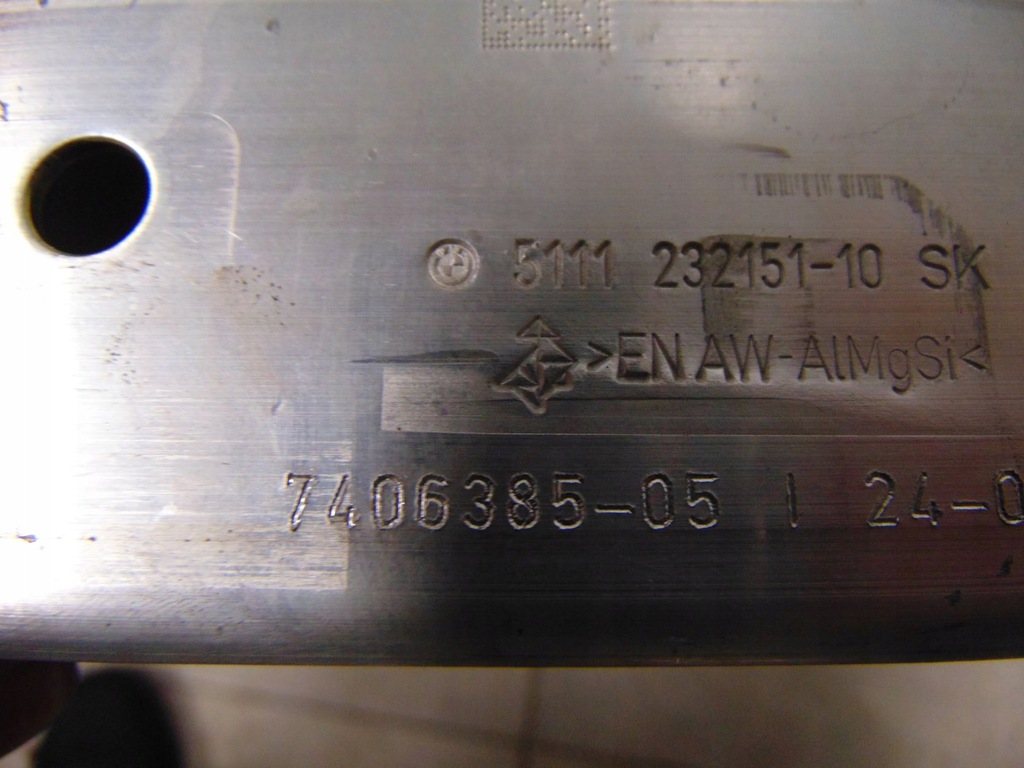 5111 232151-10 SK
>EN AW-AlMgSi<
7406385-05 I 24-0